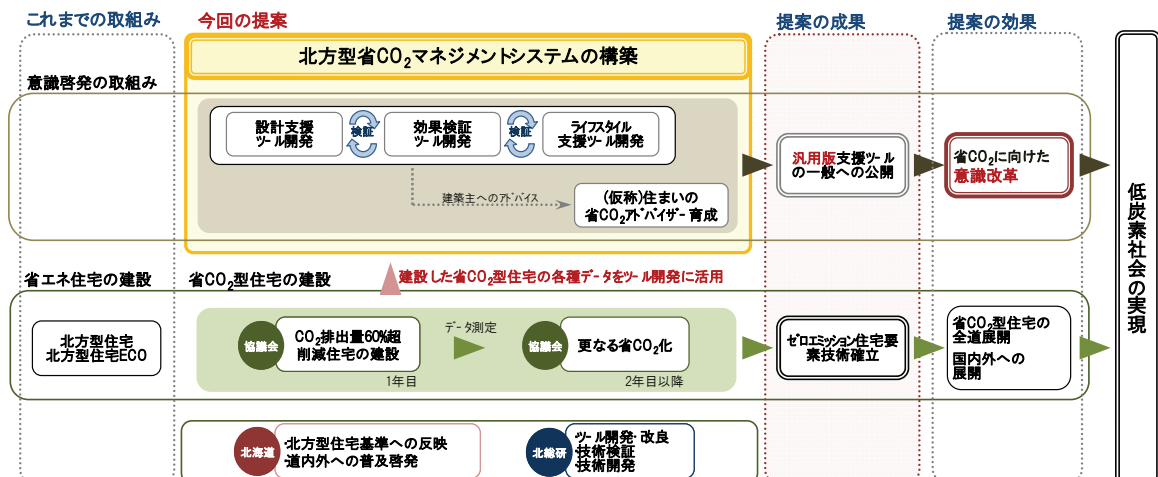 これまでの取組み
今回の提案
提案の成果
提案の効果
北方型省CO₂マネジメントシステムの構築
意識啓発の取組み
設計支援
ツール開発
検証
効果検証
ツール開発
検証
ライフスタイル
支援ツール開発
建築主へのアドバイス
(仮称)住まいの
省CO₂アドバイザー育成
汎用版支援ツール
の一般への公開
省CO₂に向けた
意識改革
低炭素社会の実現
建設した省CO₂型住宅の各種データをツール開発に活用
省エネ住宅の建設
省CO₂型住宅の建設
北方型住宅
北方型住宅ECO
協議会
CO₂排出量60%超
削減住宅の建設
1年目
データ測定
協議会
更なる省CO₂化
2年目以降
ゼロエミッション住宅要
素技術確立
省CO₂型住宅の
全道展開
国内外への
展開
北海道
・北方型住宅基準への反映
・道内外への普及啓発
北総研
・ツール開発・改良
・技術検証
・技術開発